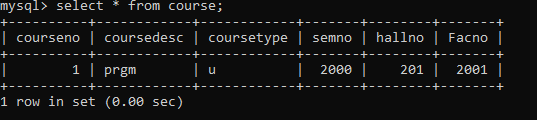 mysql> select * from course;
+----------+------------+------------+-------+--------+-------+
| courseno | coursedesc | coursetype | semno | hallno | Facno |
+----------+------------+------------+-------+--------+-------+
|        1 | prgm       | u          |  2000 |    201 |  2001 |
+----------+------------+------------+-------+--------+-------+
1 row in set (0.00 sec)